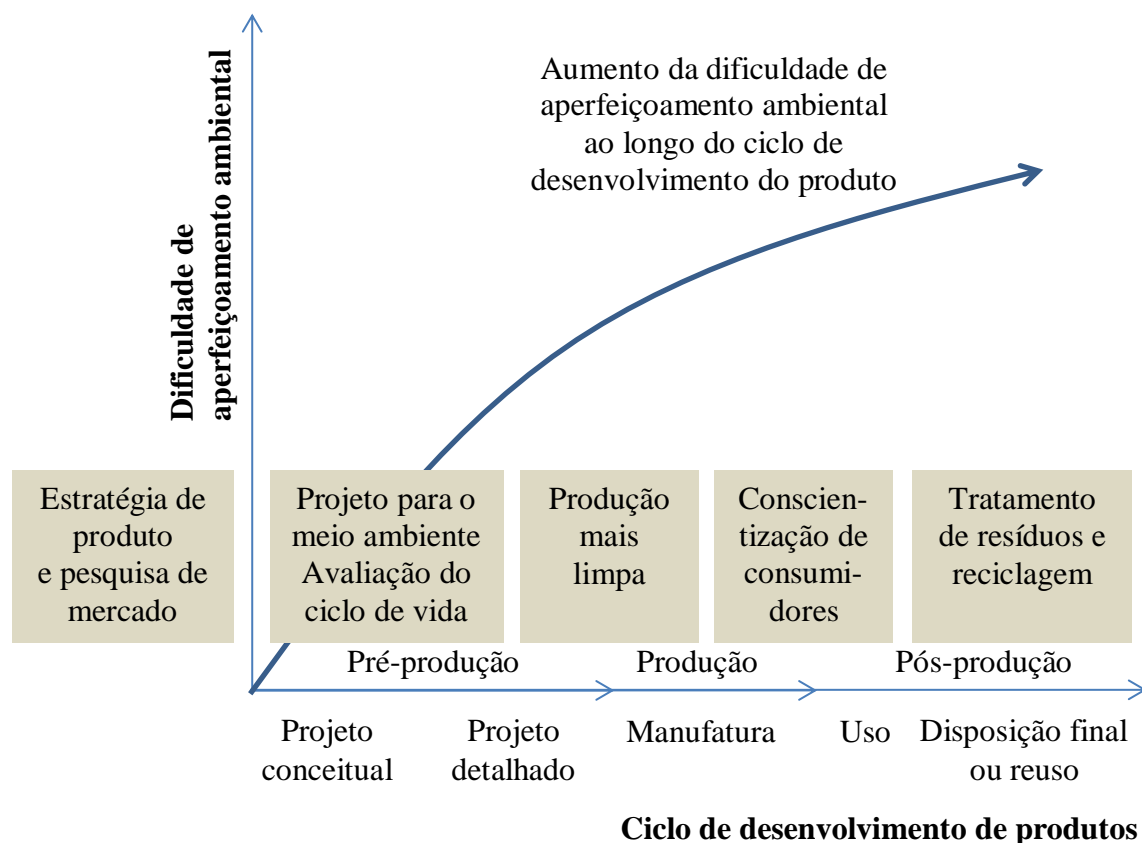 Dificuldade de
aperfeiçoamento ambiental
Aumento da dificuldade de
aperfeiçoamento ambiental
ao longo do ciclo de
desenvolvimento do produto
Estratégia de
produto
e pesquisa de
mercado
Projeto para o
meio ambiente
Avaliação do
ciclo de vida
Produção
mais
limpa
Conscien-
tização de
consumi-
dores
Tratamento
de resíduos e
reciclagem
Pré-produção
Produção
Pós-produção
Projeto
conceitual
Projeto
detalhado
Manufatura
Uso
Disposição final
ou reuso
Ciclo de desenvolvimento de produtos